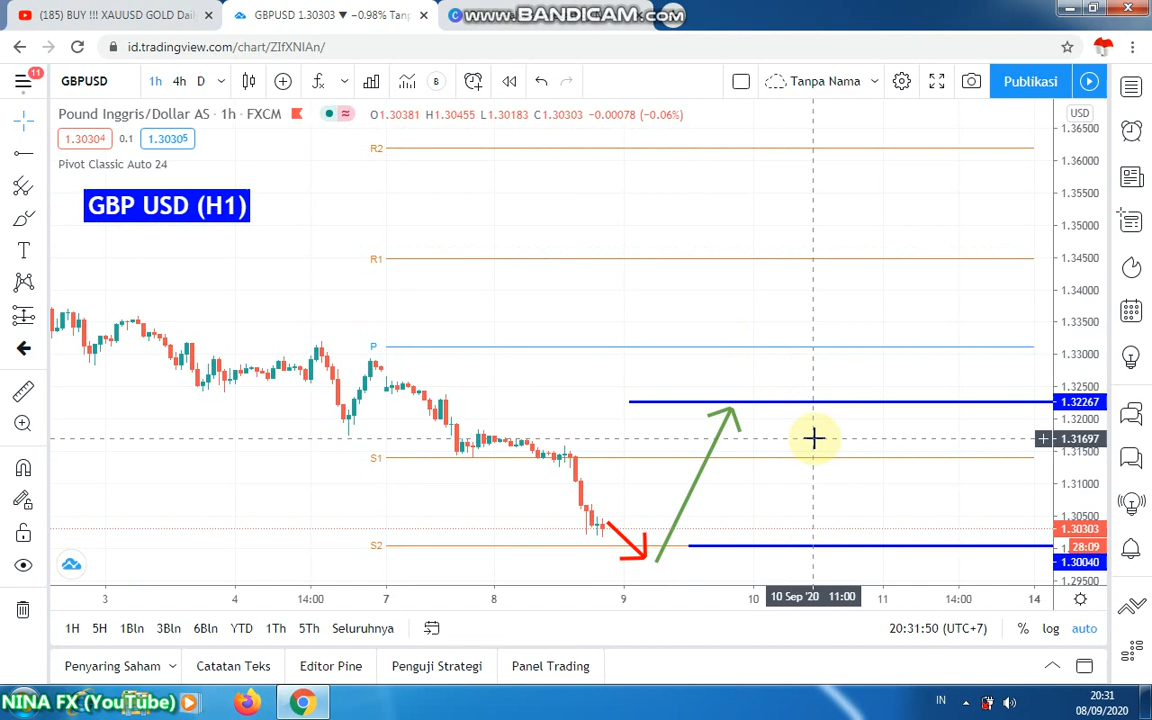 (185) BUY !!! XAUUSD GOLD Dail
GBPUSD 1.30303 ▼ −0.98% Tanp
www.BANDICAM.com
id.tradingview.com/chart/ZIfXNIAn/
11
GBPUSD
1h 4h D
B
Tanpa Nama
Publikasi
Pound Inggris/Dollar AS · 1h · FXCM
O1.30381 H1.30455 L1.30183 C1.30303 −0.00078 (−0.06%)
USD
1.30304
0.1
1.30305
Pivot Classic Auto 24
GBP USD (H1)
R2
R1
P
S1
S2
1.36500
1.36000
1.35500
1.35000
1.34500
1.34000
1.33500
1.33000
1.32500
1.32267
1.32000
1.31697
1.31500
1.31000
1.30500
1.30303
28:09
1.30040
1.29500
3
4
14:00
7
8
9
10
10 Sep '20 11:00
11
14:00
14
1H 5H 1Bln 3Bln 6Bln YTD 1Th 5Th Seluruhnya
20:31:50 (UTC+7)
% log auto
Penyaring Saham
Catatan Teks
Editor Pine
Penguji Strategi
Panel Trading
NINA FX (YouTube)
IN
20:31
08/09/2020